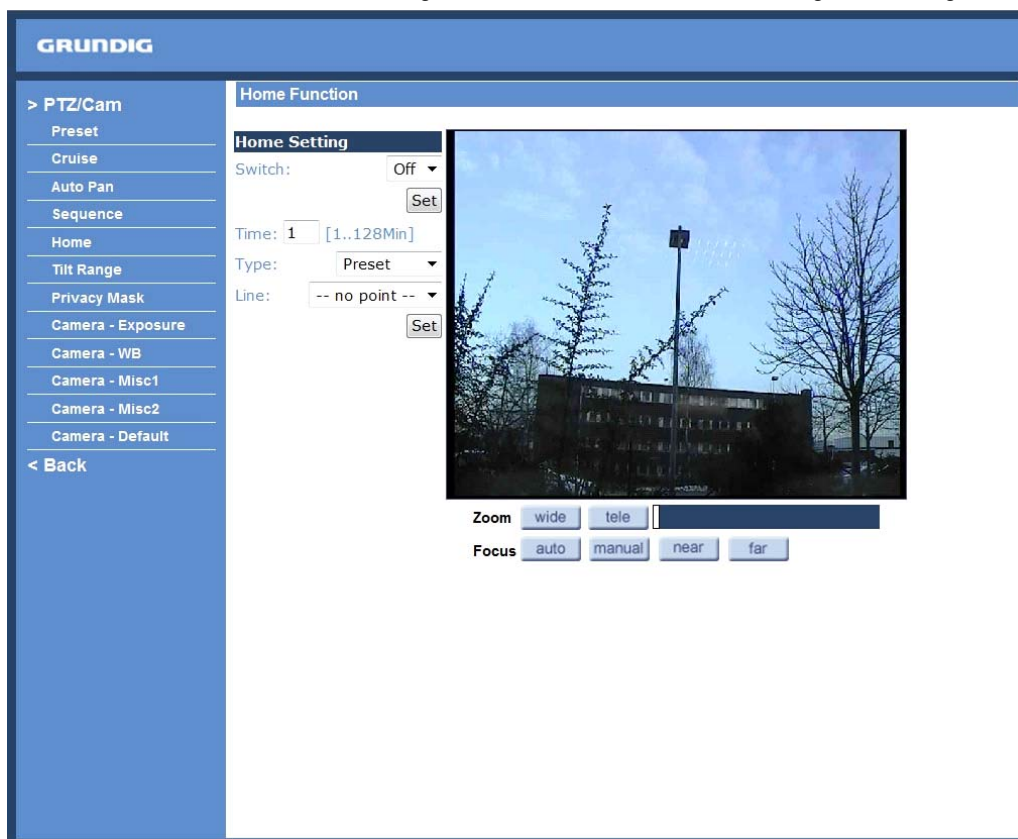 GRUNDIG
> PTZ/Cam
Preset
Cruise
Auto Pan
Sequence
Home
Tilt Range
Privacy Mask
Camera - Exposure
Camera - WB
Camera - Misc1
Camera - Misc2
Camera - Default
< Back
Home Function
Home Setting
Switch: Off
Set
Time: 1 [1..128Min]
Type: Preset
Line: -- no point --
Set
Zoom wide tele
Focus auto manual near far